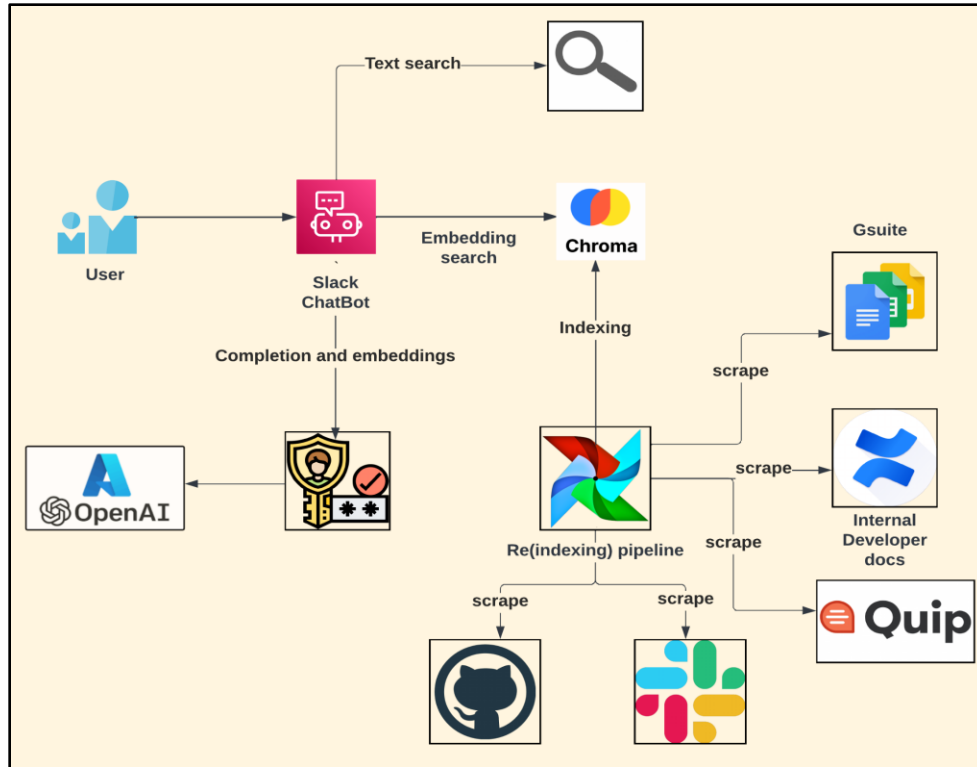 Text search
User
Slack
ChatBot
Embedding
search
Chroma
Gsuite
Indexing
scrape
Completion and embeddings
OpenAI
* *
scrape
Internal
Developer
docs
Re(indexing) pipeline
scrape
Quip
scrape
scrape